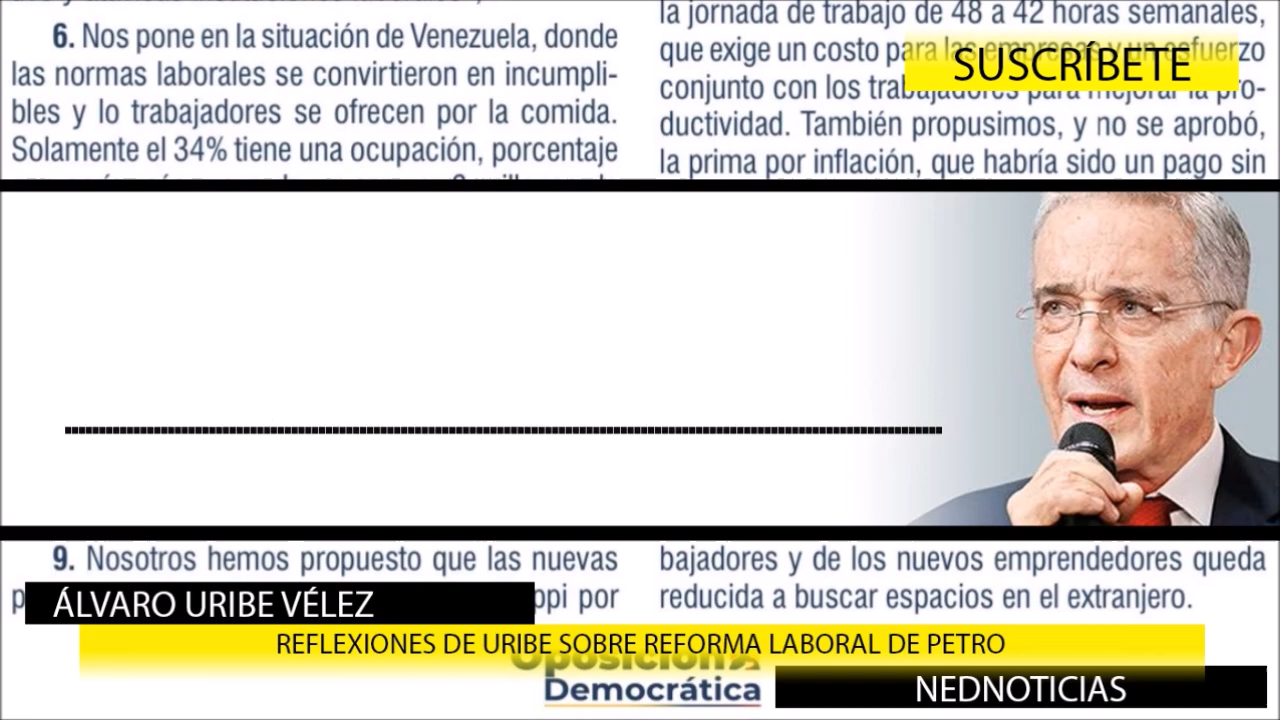 6. Nos pone en la situación de Venezuela, donde
las normas laborales se convirtieron en incumpli-
bles y lo trabajadores se ofrecen por la comida.
Solamente el 34% tiene una ocupación, porcentaje
la jornada de trabajo de 48 a 42 horas semanales,
que exige un costo para las empresas y un esfuerzo
conjunto con los trabajadores para mejorar la pro-
ductividad. También propusimos, y no se aprobó,
la prima por inflación, que habría sido un pago sin
SUSCRÍBETE
9. Nosotros hemos propuesto que las nuevas
bajadores y de los nuevos emprendedores queda
reducida a buscar espacios en el extranjero.
por
ÁLVARO URIBE VÉLEZ
REFLEXIONES DE URIBE SOBRE REFORMA LABORAL DE PETRO
Oposición
Democrática
NEDNOTICIAS